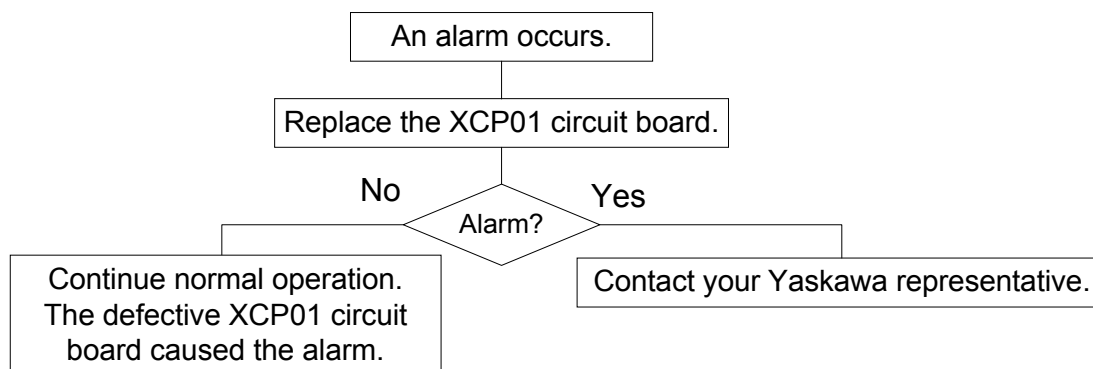 An alarm occurs.
Replace the XCP01 circuit board.
No
Yes
Alarm?
Continue normal operation.
The defective XCP01 circuit
board caused the alarm.
Contact your Yaskawa representative.